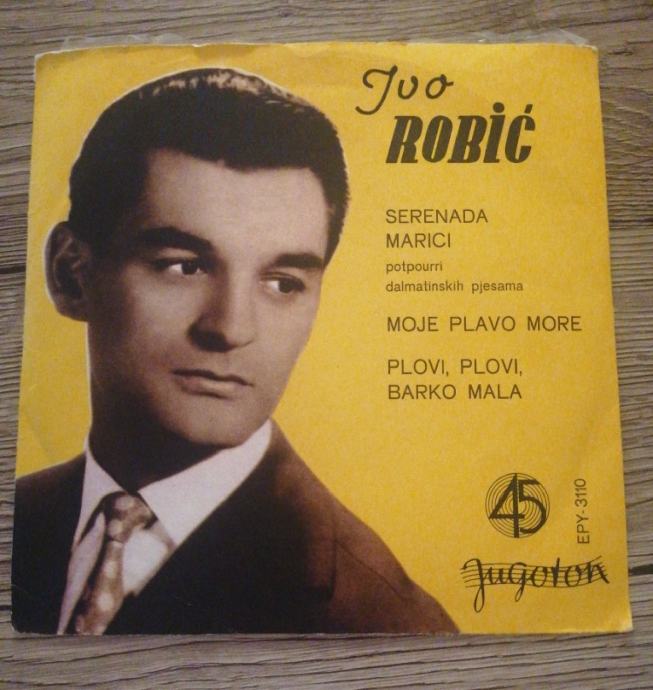 Ivo
ROBIĆ
SERENADA
MARICI
potpourri
dalmatinskih pjesama
MOJE PLAVO MORE
PLOVI, PLOVI,
BARKO MALA
45
EPY-3110
Jugoton